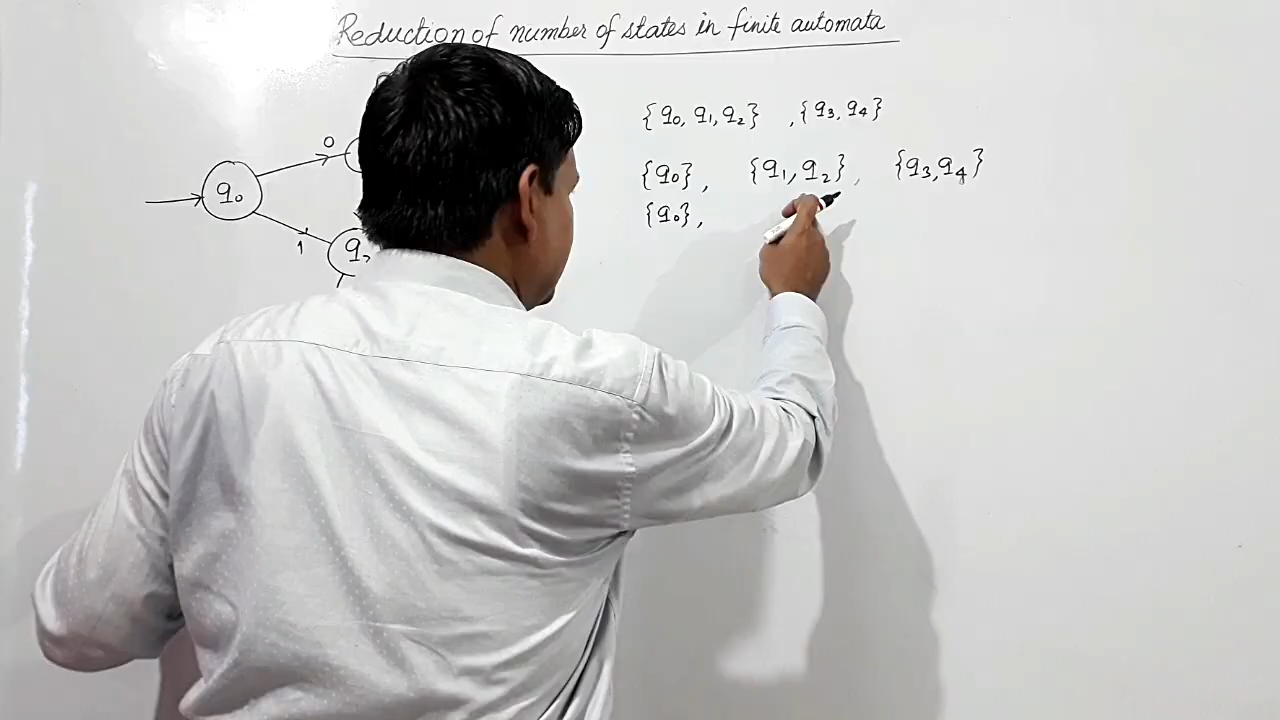 Reduction of number of states in finite automata
{q0, q1, q2} , {q3, q4}
{q0}, {q1, q2}, {q3, q4}
{q0},
0
q0
1